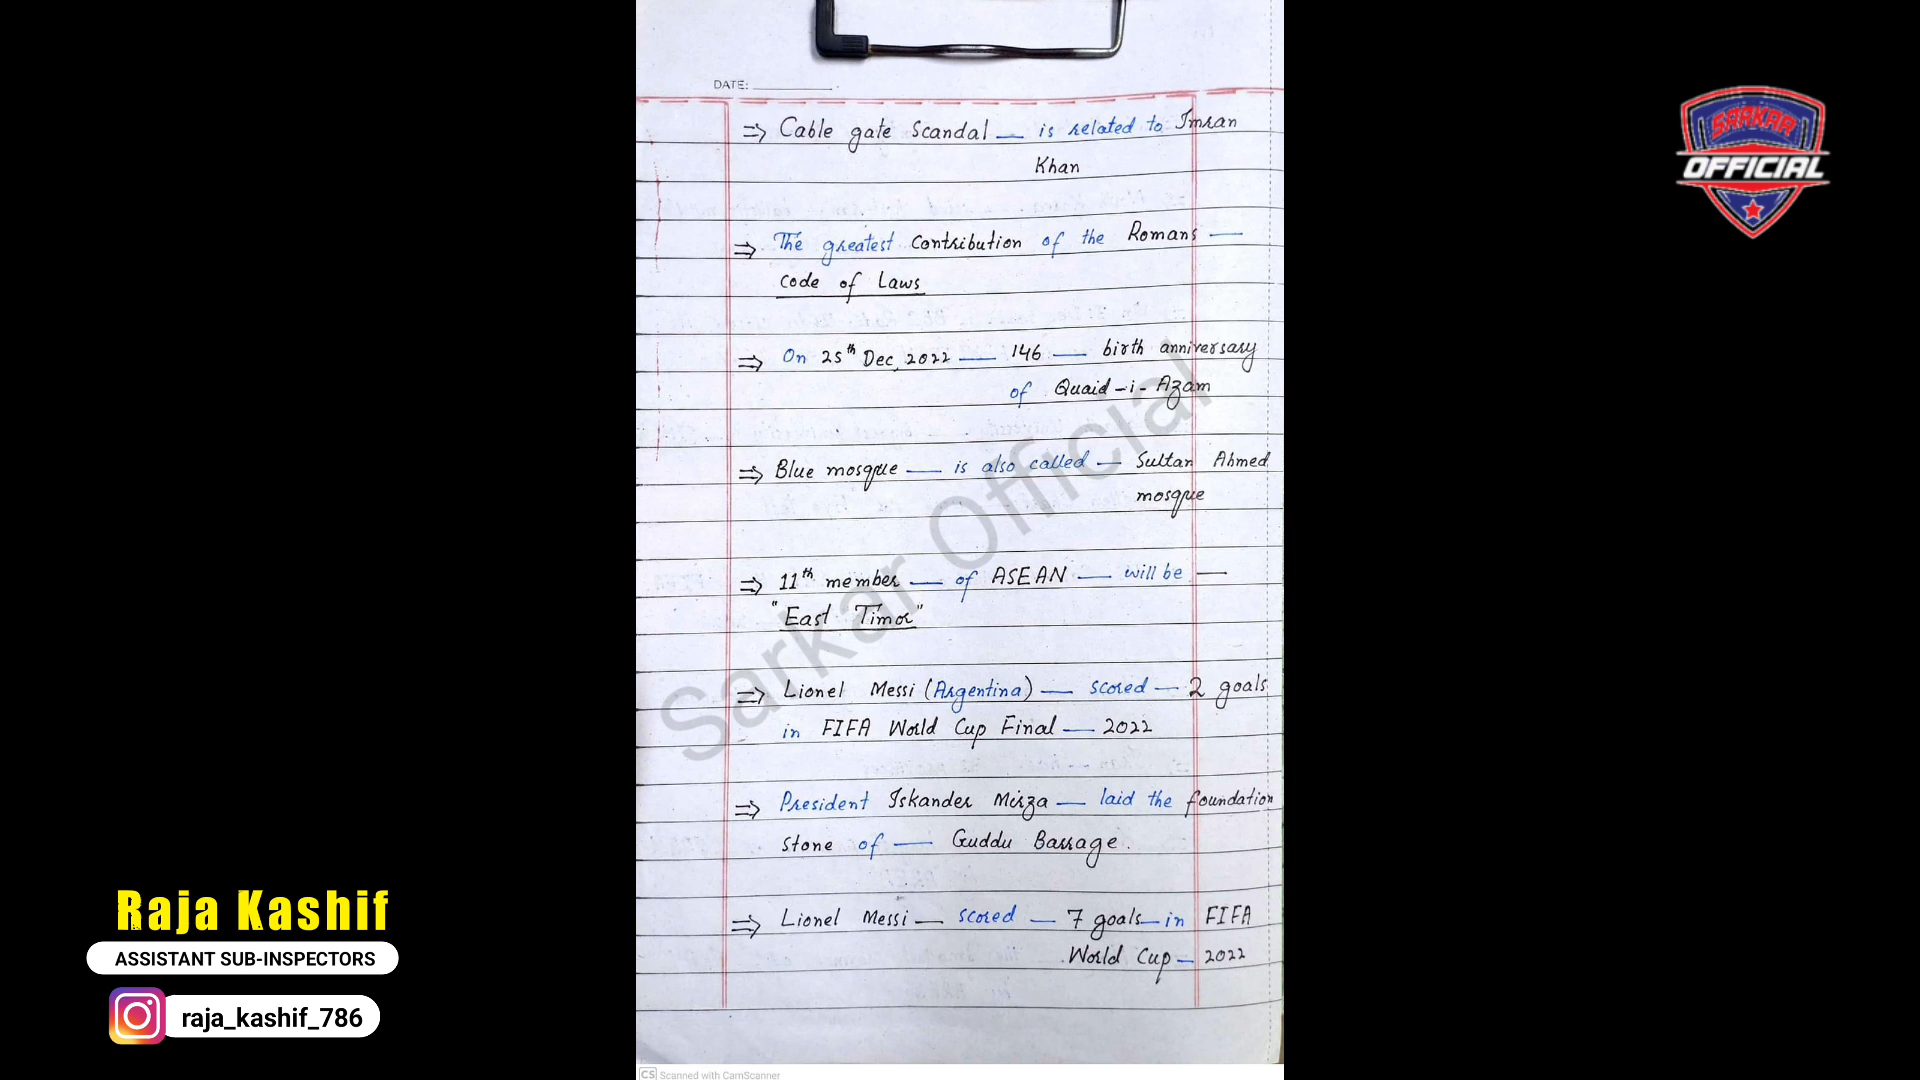 DATE:
⇒ Cable gate Scandal — is related to Imran
Khan
⇒ The greatest Contribution of the Romans —
code of Laws
⇒ On 25th Dec, 2022 — 146 — birth anniversary
of Quaid-i-Azam
⇒ Blue mosque — is also called — Sultan Ahmed
mosque
⇒ 11th member — of ASEAN — will be —
"East Timor"
⇒ Lionel Messi (Argentina) — scored — 2 goals
in FIFA World Cup Final — 2022
⇒ President Iskander Mirza — laid the foundation
stone of — Guddu Barrage.
⇒ Lionel Messi — scored — 7 goals — in FIFA
World Cup — 2022
Sarkar Official
CS Scanned with CamScanner
SARKAR
OFFICIAL
Raja Kashif
ASSISTANT SUB-INSPECTORS
raja_kashif_786